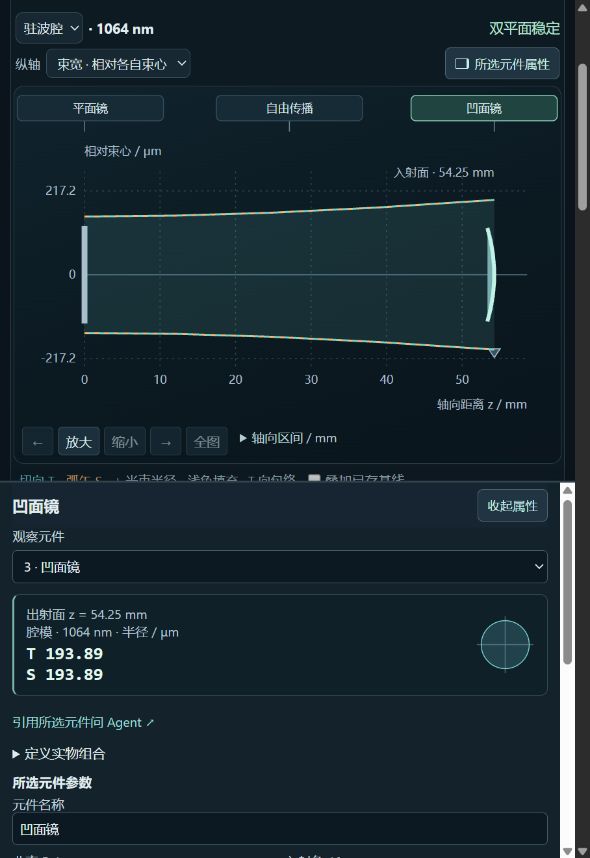 驻波腔 · 1064 nm 双平面稳定
纵轴 束宽 · 相对各自束心 所选元件属性
平面镜 自由传播 凹面镜
相对束心 / μm
入射面 · 54.25 mm
217.2
0
-217.2
0 10 20 30 40 50
轴向距离 z / mm
← 放大 缩小 → 全图 ▶ 轴向区间 / mm
凹面镜 收起属性
观察元件
3 · 凹面镜
出射面 z = 54.25 mm
腔模 · 1064 nm · 半径 / μm
T 193.89
S 193.89
引用所选元件问 Agent ↗
▶ 定义实物组合
所选元件参数
元件名称
凹面镜